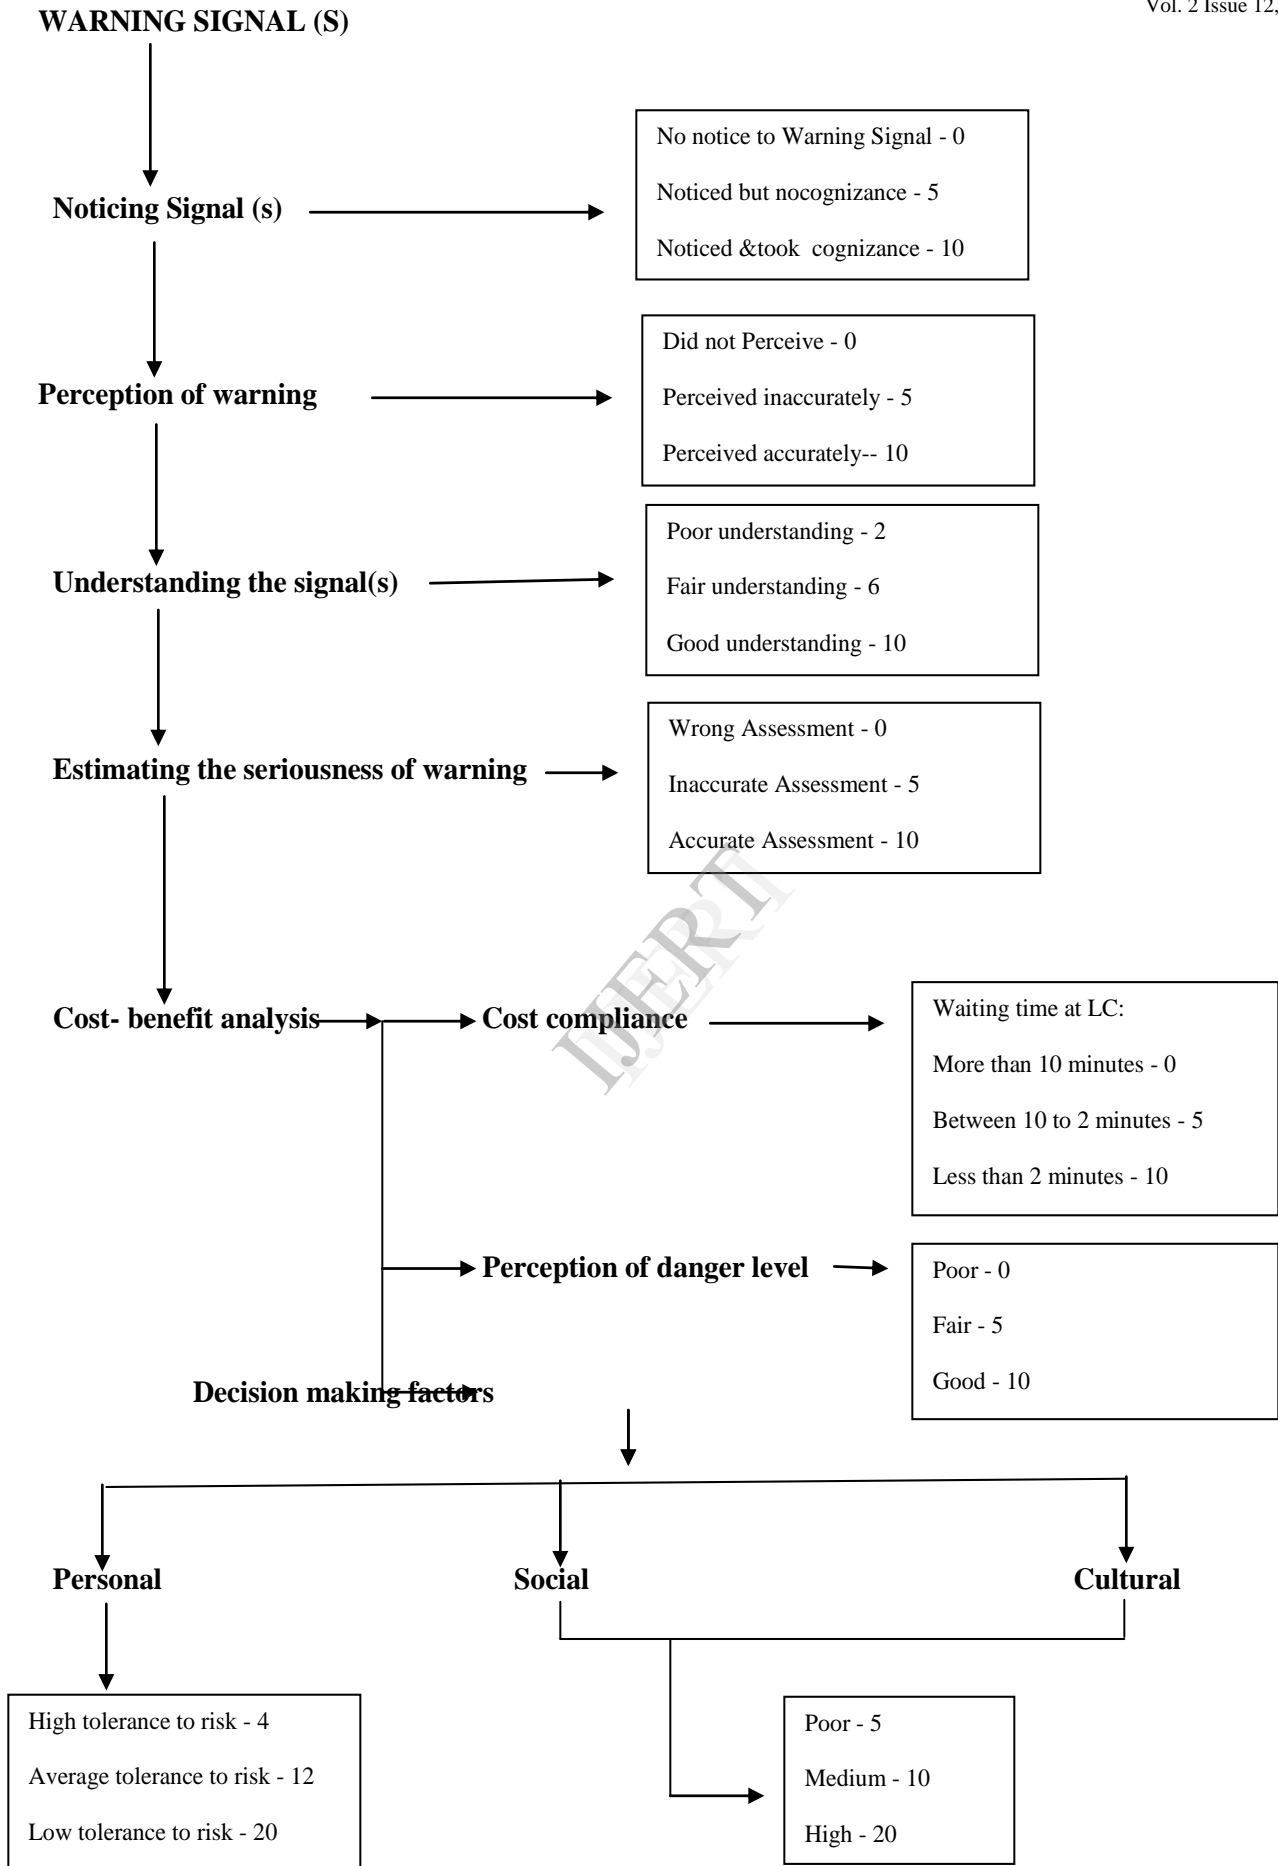 Vol. 2 Issue 12,
WARNING SIGNAL (S)
No notice to Warning Signal - 0
Noticed but nocognizance - 5
Noticed &took cognizance - 10
Noticing Signal (s)
Did not Perceive - 0
Perceived inaccurately - 5
Perceived accurately-- 10
Perception of warning
Poor understanding - 2
Fair understanding - 6
Good understanding - 10
Understanding the signal(s)
Wrong Assessment - 0
Inaccurate Assessment - 5
Accurate Assessment - 10
Estimating the seriousness of warning
IJERT
Cost- benefit analysis
Cost compliance
Waiting time at LC:
More than 10 minutes - 0
Between 10 to 2 minutes - 5
Less than 2 minutes - 10
Perception of danger level
Poor - 0
Fair - 5
Good - 10
Decision making factors
Personal
Social
Cultural
High tolerance to risk - 4
Average tolerance to risk - 12
Low tolerance to risk - 20
Poor - 5
Medium - 10
High - 20